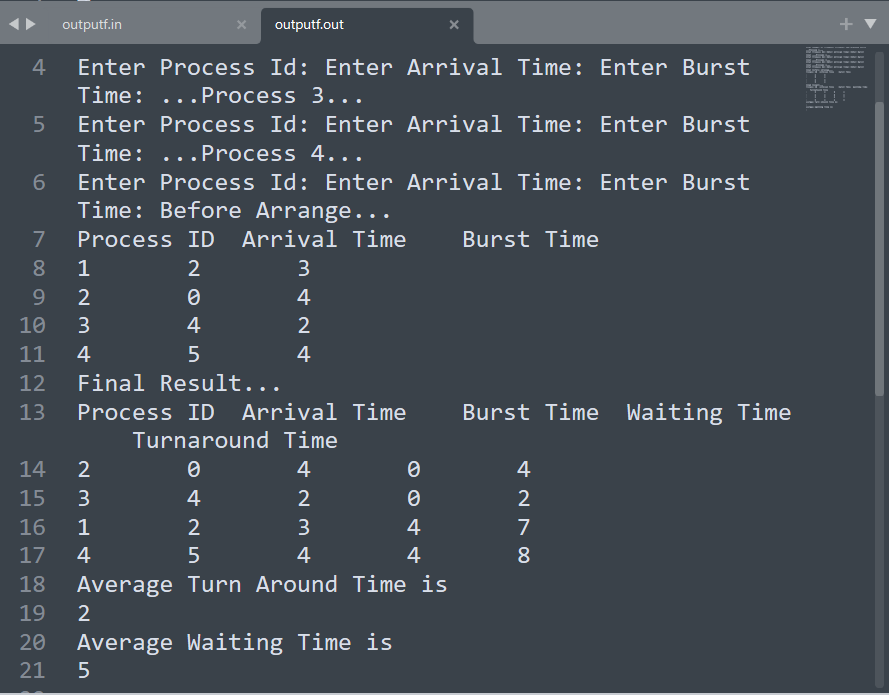 outputf.in
outputf.out
4 Enter Process Id: Enter Arrival Time: Enter Burst
Time: ...Process 3...
5 Enter Process Id: Enter Arrival Time: Enter Burst
Time: ...Process 4...
6 Enter Process Id: Enter Arrival Time: Enter Burst
Time: Before Arrange...
7 Process ID Arrival Time Burst Time
8 1 2 3
9 2 0 4
10 3 4 2
11 4 5 4
12 Final Result...
13 Process ID Arrival Time Burst Time Waiting Time
Turnaround Time
14 2 0 4 0 4
15 3 4 2 0 2
16 1 2 3 4 7
17 4 5 4 4 8
18 Average Turn Around Time is
19 2
20 Average Waiting Time is
21 5